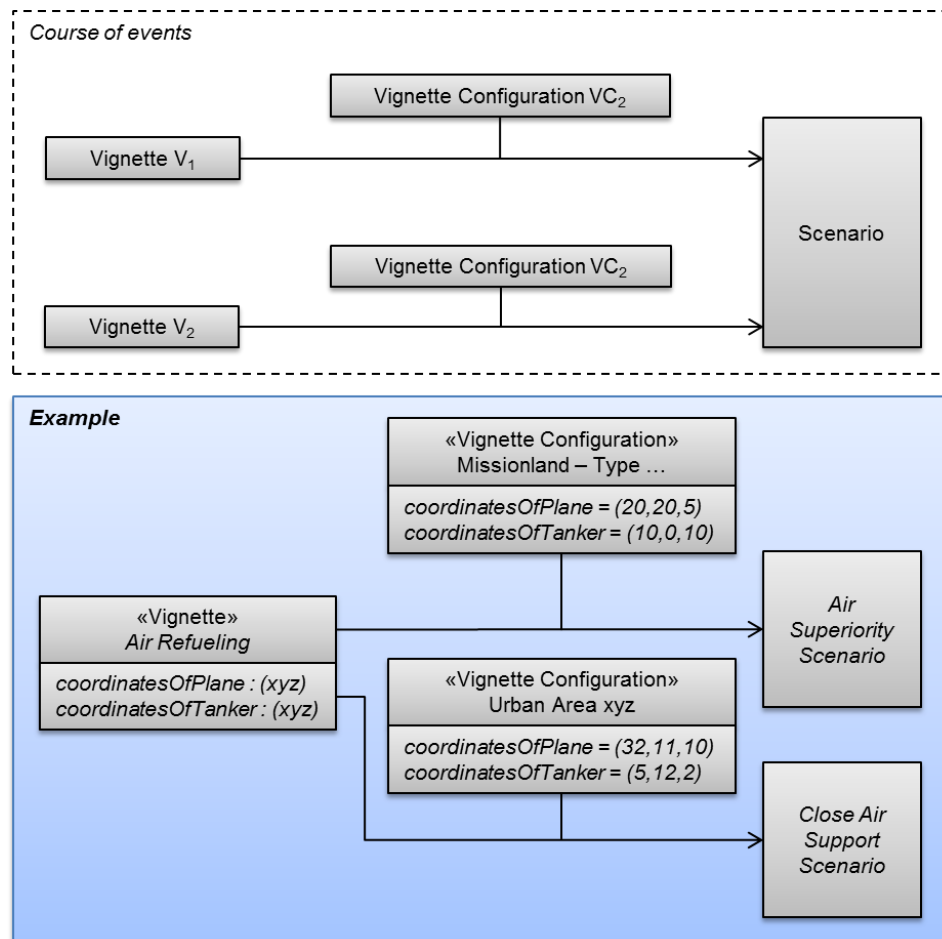 Course of events
Vignette Configuration VC₂
Vignette V₁
Scenario
Vignette Configuration VC₂
Vignette V₂
Example
«Vignette Configuration»
Missionland – Type …
coordinatesOfPlane = (20,20,5)
coordinatesOfTanker = (10,0,10)
«Vignette»
Air Refueling
coordinatesOfPlane : (xyz)
coordinatesOfTanker : (xyz)
Air
Superiority
Scenario
«Vignette Configuration»
Urban Area xyz
coordinatesOfPlane = (32,11,10)
coordinatesOfTanker = (5,12,2)
Close Air
Support
Scenario